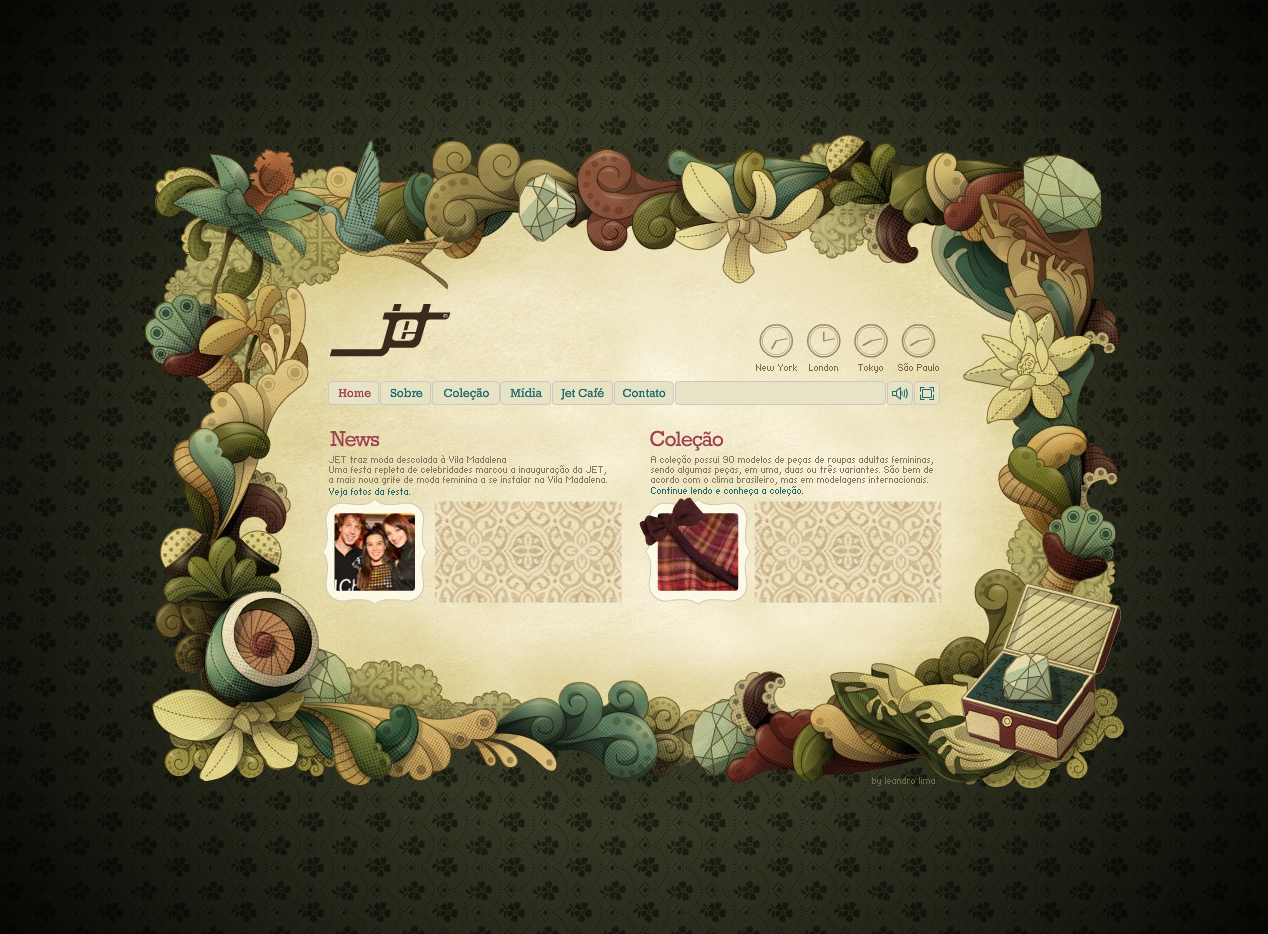 jet
New York London Tokyo São Paulo
Home Sobre Coleção Mídia Jet Café Contato
News
JET traz moda descolada à Vila Madalena
Uma festa repleta de celebridades marcou a inauguração da JET,
a mais nova grife de moda feminina a se instalar na Vila Madalena.
Veja fotos da festa.
Coleção
A coleção possui 90 modelos de peças de roupas adultas femininas,
sendo algumas peças, em uma, duas ou três variantes. São bem de
acordo com o clima brasileiro, mas em modelagens internacionais.
Continue lendo e conheça a coleção.
by leandro lima